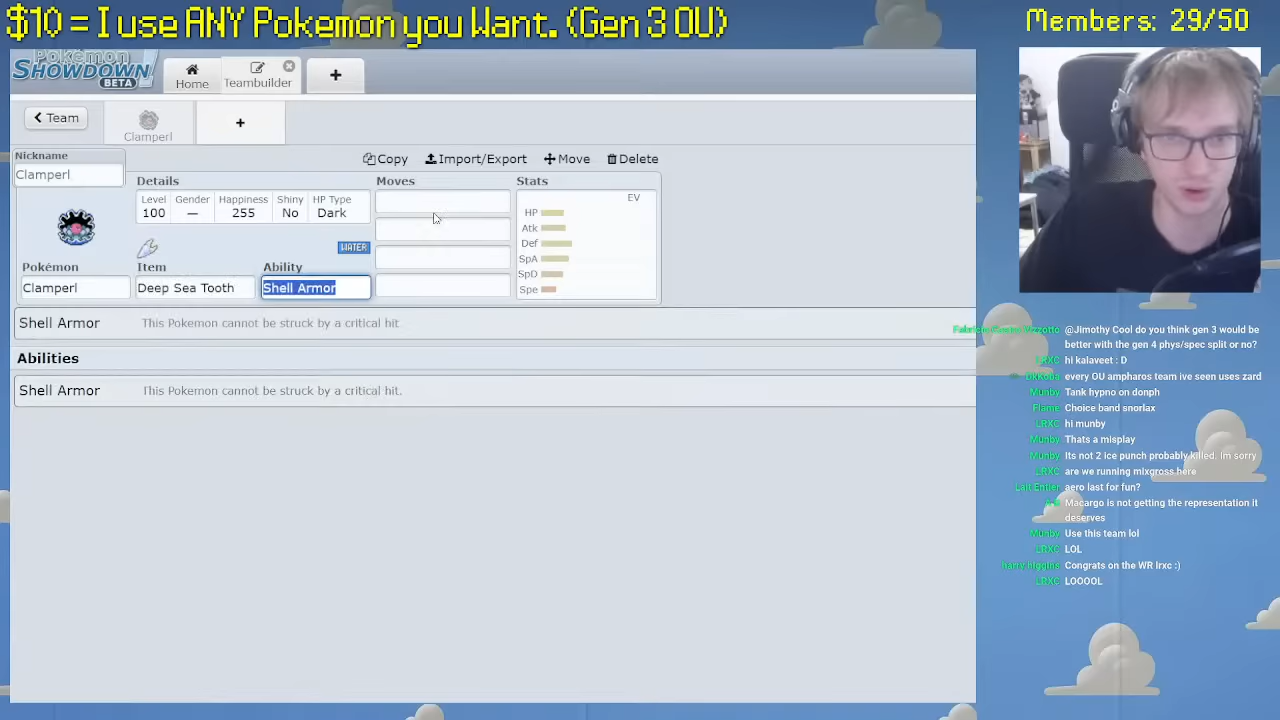 $10 = I use ANY Pokemon you Want. (Gen 3 OU)
Members: 29/50
Pokémon
SHOWDOWN!
BETA
Home
Teambuilder
+
Team
Clamperl
+
Nickname
Clamperl
Copy
Import/Export
Move
Delete
Details
Moves
Stats
Level
Gender
Happiness
Shiny
HP Type
100
—
255
No
Dark
EV
HP
Atk
Def
SpA
SpD
Spe
WATER
Pokémon
Item
Ability
Clamperl
Deep Sea Tooth
Shell Armor
Shell Armor This Pokemon cannot be struck by a critical hit.
Abilities
Shell Armor This Pokemon cannot be struck by a critical hit.
@Jimothy Cool do you think gen 3 would be
better with the gen 4 phys/spec split or no?
LRXC hi kalaveet : D
every OU ampharos team ive seen uses zard
Munby Tank hypno on donph
Flame Choice band snorlax
LRXC hi munby
Munby Thats a misplay
Munby Its not 2 ice punch probably killed. Im sorry
LRXC are we running mixgross here
Lait Entier aero last for fun?
Macargo is not getting the representation it
deserves
Munby Use this team lol
LRXC LOL
harry higgins Congrats on the WR lrxc :)
LRXC LOOOOL